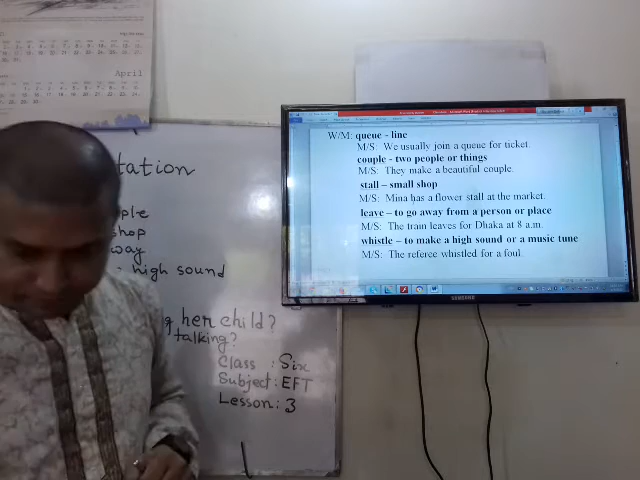 April
tation
ple
shop
way
- high sound
her child?
talking?
Class : Six
Subject : EFT
Lesson : 3
W/M: queue - line
M/S: We usually join a queue for ticket.
couple - two people or things
M/S: They make a beautiful couple.
stall – small shop
M/S: Mina has a flower stall at the market.
leave – to go away from a person or place
M/S: The train leaves for Dhaka at 8 a.m.
whistle – to make a high sound or a music tune
M/S: The referee whistled for a foul
SAMSUNG